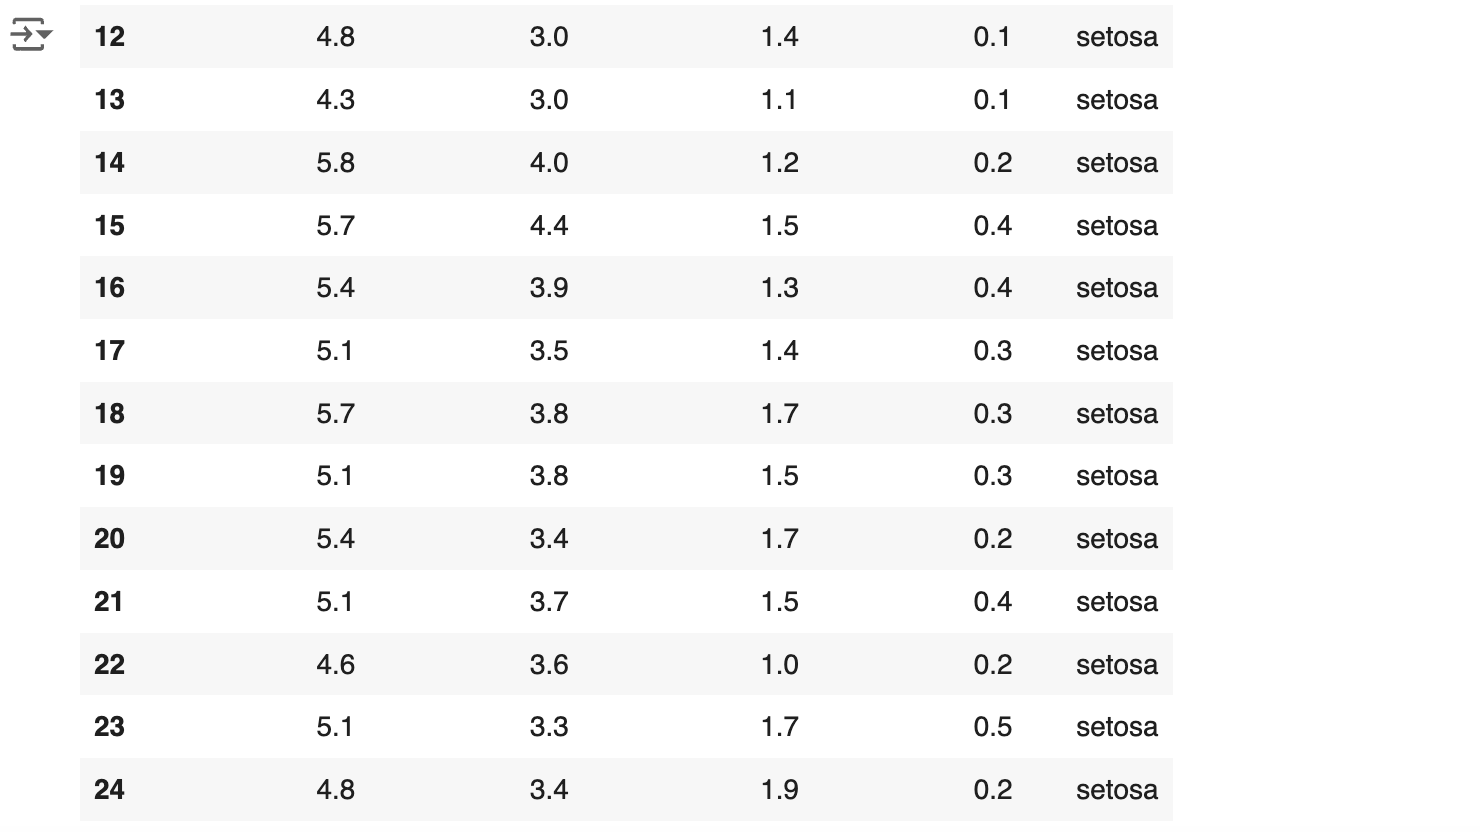 12 4.8 3.0 1.4 0.1 setosa
13 4.3 3.0 1.1 0.1 setosa
14 5.8 4.0 1.2 0.2 setosa
15 5.7 4.4 1.5 0.4 setosa
16 5.4 3.9 1.3 0.4 setosa
17 5.1 3.5 1.4 0.3 setosa
18 5.7 3.8 1.7 0.3 setosa
19 5.1 3.8 1.5 0.3 setosa
20 5.4 3.4 1.7 0.2 setosa
21 5.1 3.7 1.5 0.4 setosa
22 4.6 3.6 1.0 0.2 setosa
23 5.1 3.3 1.7 0.5 setosa
24 4.8 3.4 1.9 0.2 setosa